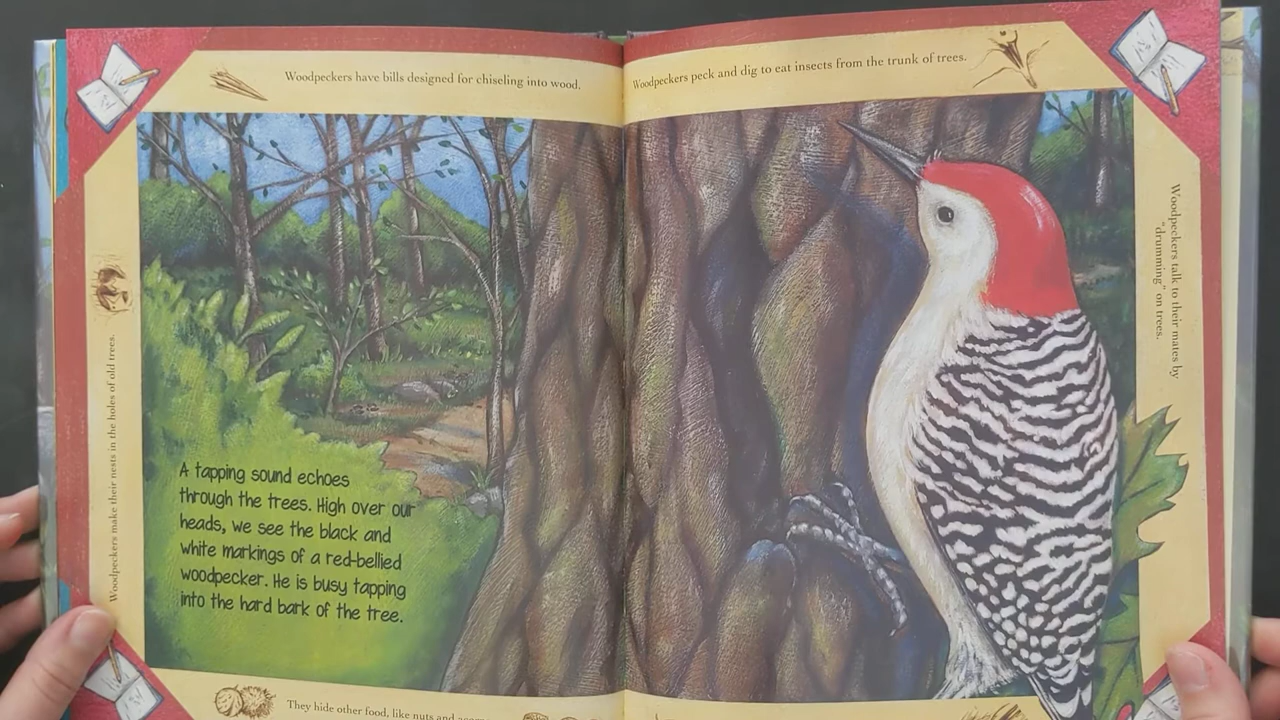 Woodpeckers have bills designed for chiseling into wood.
Woodpeckers peck and dig to eat insects from the trunk of trees.
Woodpeckers talk to their mates by
"drumming" on trees.
Woodpeckers make their nests in the holes of old trees.
A tapping sound echoes
through the trees. High over our
heads, we see the black and
white markings of a red-bellied
woodpecker. He is busy tapping
into the hard bark of the tree.
They hide other food, like nuts and